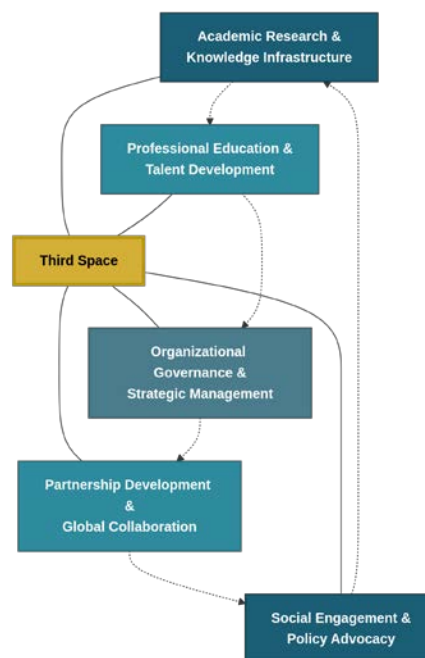 Academic Research &
Knowledge Infrastructure
Professional Education &
Talent Development
Third Space
Organizational
Governance &
Strategic Management
Partnership Development
&
Global Collaboration
Social Engagement &
Policy Advocacy